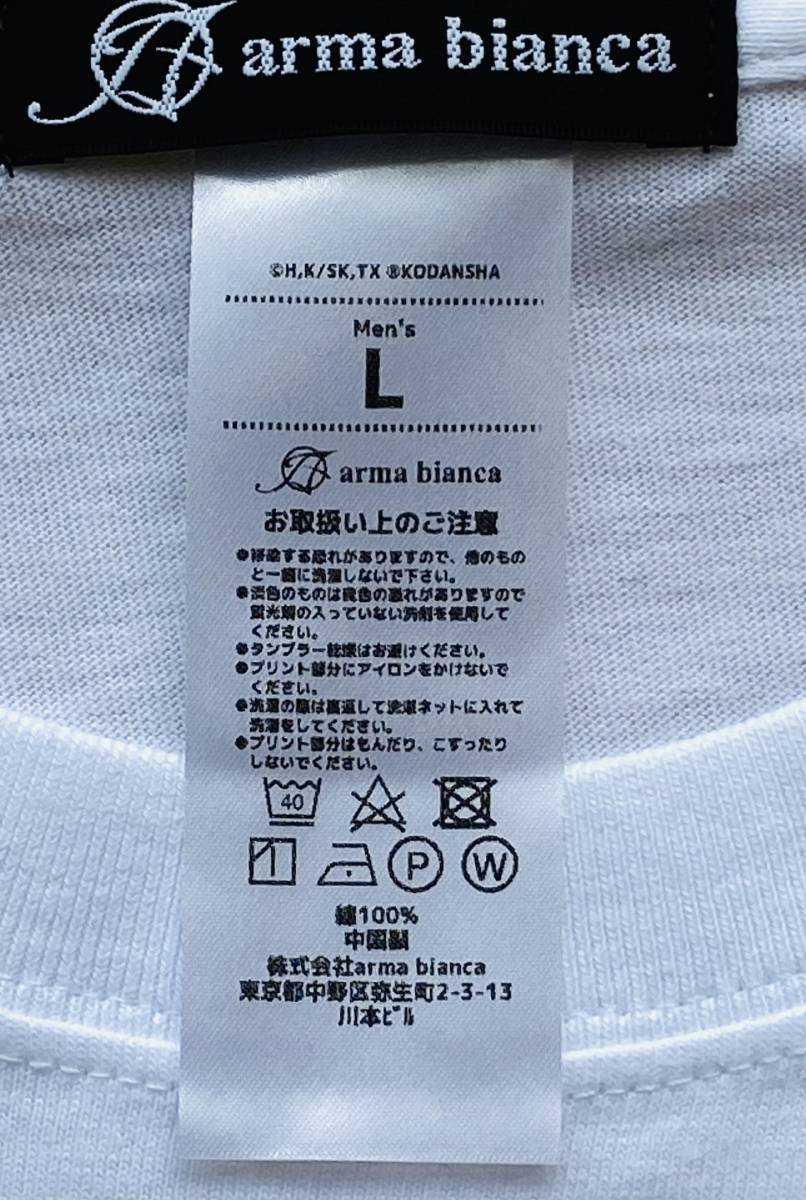 arma bianca
©H,K/SK,TX ®KODANSHA
Men's
L
arma bianca
お取扱い上のご注意
●移染する恐れがありますので、他のもの
と一緒に洗濯しないで下さい。
●淡色のものは変色の恐れがありますので
蛍光剤の入っていない洗剤を使用して
ください。
●タンブラー乾燥はお避けください。
●プリント部分にアイロンをかけないで
ください。
●洗濯の際は裏返して洗濯ネットに入れて
洗濯をしてください。
●プリント部分はもんだり、こすったり
しないでください。
40
P W
綿100%
中国製
株式会社arma bianca
東京都中野区弥生町2-3-13
川本ビル